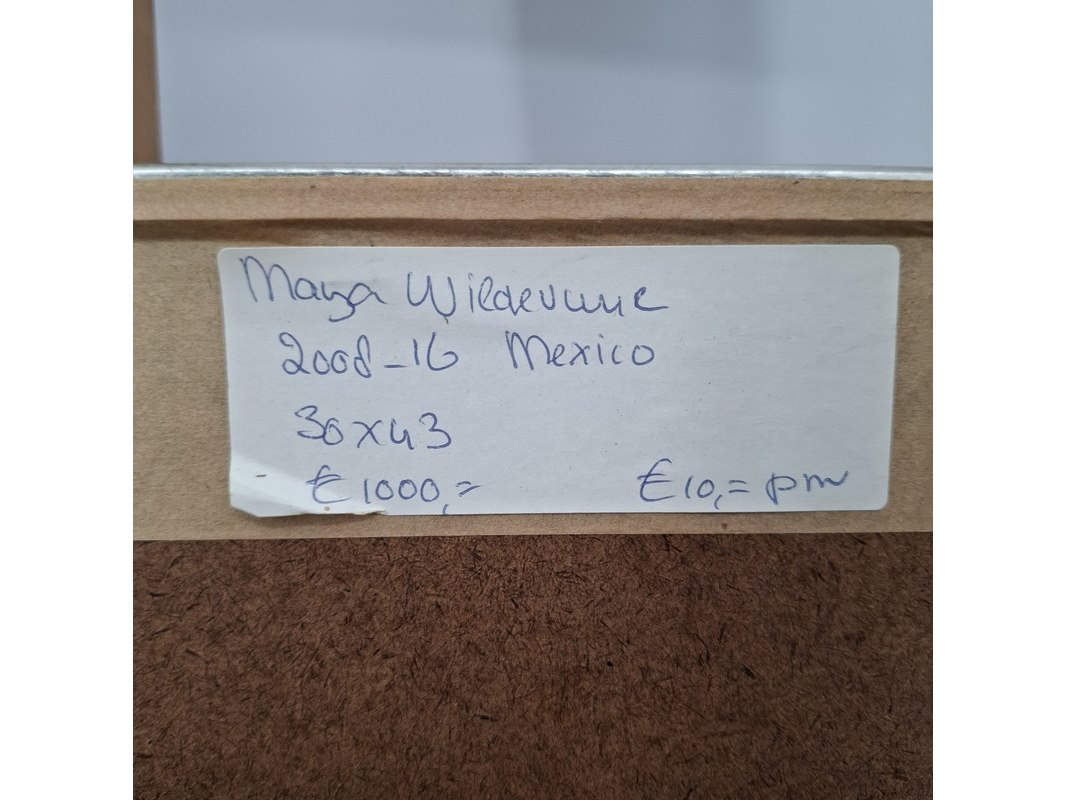 Maya Wildevuur
2008-16 Mexico
30x43
€1000,=
€10,= pm